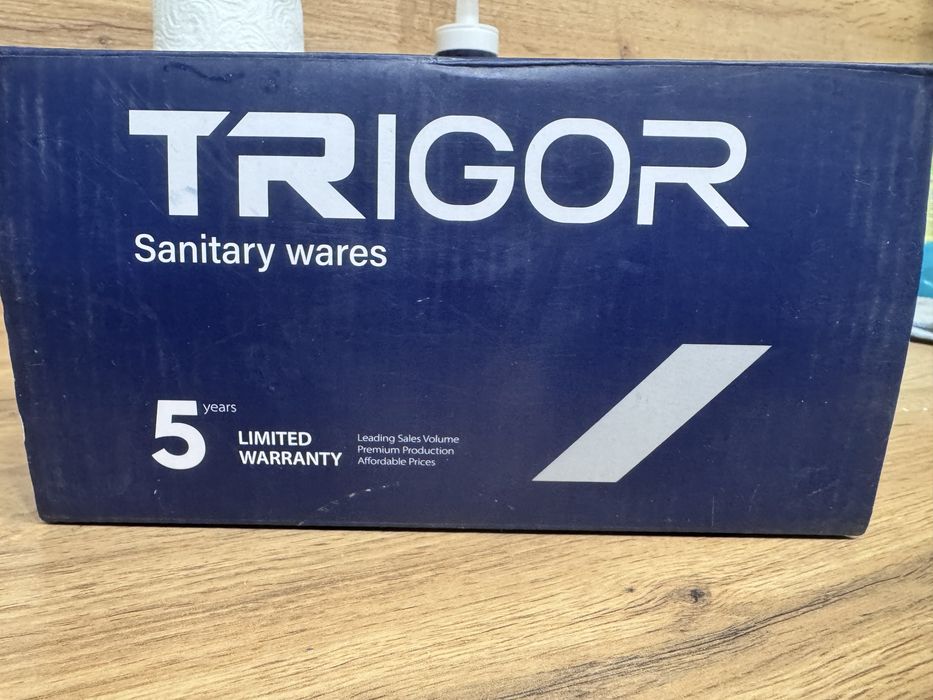 TRIGOR
Sanitary wares
5 years
LIMITED
WARRANTY
Leading Sales Volume
Premium Production
Affordable Prices